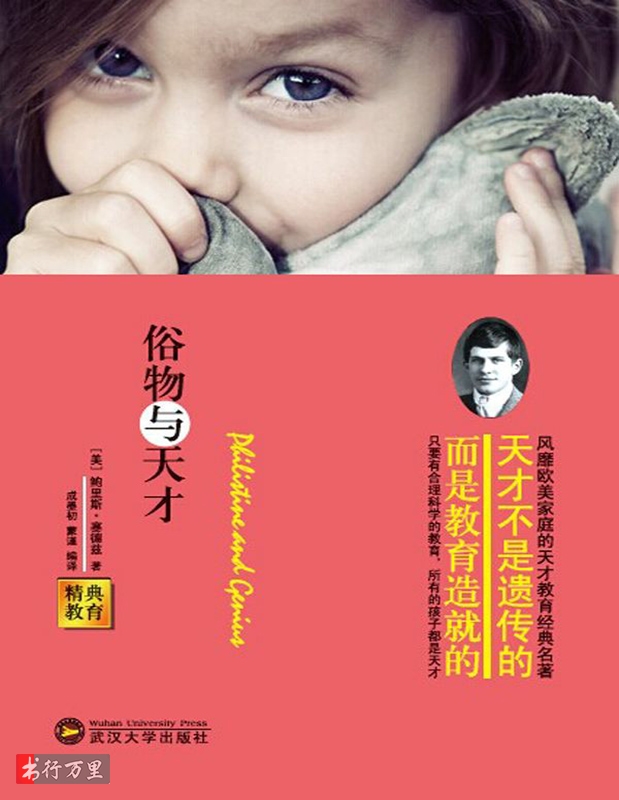 俗物与天才
Philistine and Genius
[美]鲍里斯·塞德兹 著
成墨初 蒙谨 编译
精典
教育
风靡欧美家庭的天才教育经典名著
天才不是遗传的
而是教育造就的
只要有合理科学的教育，所有的孩子都是天才
Wuhan University Press
武汉大学出版社
书行万里